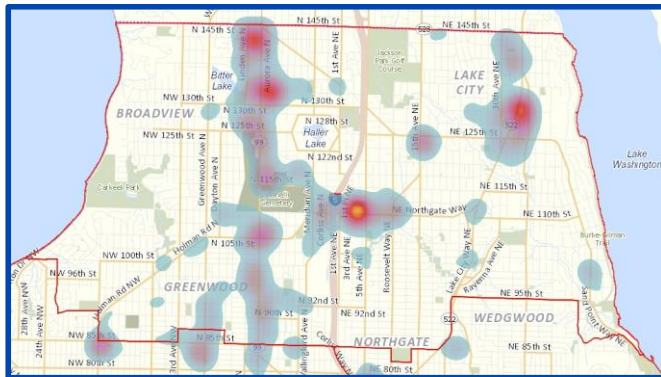 N 145th St
N 145th St
NE 145th St
523
Linden Ave N
Aurora Ave N
1st Ave NE
Jackson
Park Golf
Course
30th Ave NE
LAKE
CITY
Bitter
Lake
NW 130th St
N 130th St
N 130th St
BROADVIEW
N 128th St
Haller
Lake
NW 125th St
N 125th St
99
15th Ave NE
NE 125th St
522
N 122nd St
Lake
Washington
Greenwood Ave N
Dayton Ave N
N 115th St
Cemetery
NE 115th St
Carkeek Park
Meridian Ave N
Corliss Ave N
5
1st Ave NE
NE Northgate Way
NE 110th St
Holman Rd N
N 105th St
1st Ave NE
3rd Ave NE
5th Ave NE
Roosevelt Way NE
Burke-Gilman
Trail
NW 100th St
NW 96th St
Holman Rd NW
Lake City Way NE
Ravenna Ave NE
28th Ave NW
24th Ave NW
GREENWOOD
N 92nd St
NE 92nd St
NE 95th St
Sand Point Way NE
N 90th St
WEDGWOOD
NW 85th St
N 85th St
NORTHGATE
522
NE 85th St
NW 80th St
3rd Ave NW
99
NE 80th St